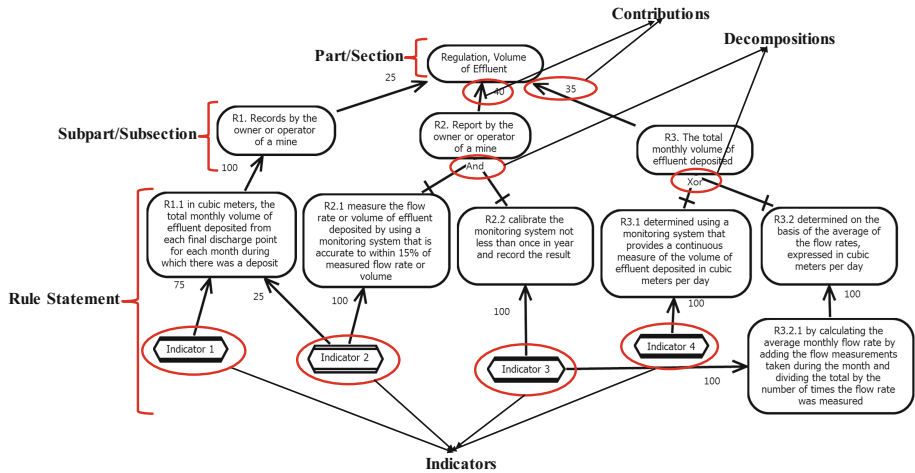 Contributions
Decompositions
Part/Section
Regulation, Volume
of Effluent
25
40
35
Subpart/Subsection
R1. Records by the
owner or operator
of a mine
R2. Report by the
owner or operator
of a mine
R3. The total
monthly volume of
effluent deposited
100
And
Xor
Rule Statement
R1.1 in cubic meters, the
total monthly volume of
effluent deposited from
each final discharge point
for each month during
which there was a deposit
R2.1 measure the flow
rate or volume of effluent
deposited by using a
monitoring system that is
accurate to within 15% of
measured flow rate or
volume
R2.2 calibrate the
monitoring system not
less than once in year
and record the result
R3.1 determined using a
monitoring system that
provides a continuous
measure of the volume of
effluent deposited in cubic
meters per day
R3.2 determined on the
basis of the average of
the flow rates,
expressed in cubic
meters per day
75
25
100
100
100
100
Indicator 1
Indicator 2
Indicator 3
Indicator 4
100
R3.2.1 by calculating the
average monthly flow rate by
adding the flow measurements
taken during the month and
dividing the total by the
number of times the flow rate
was measured
Indicators